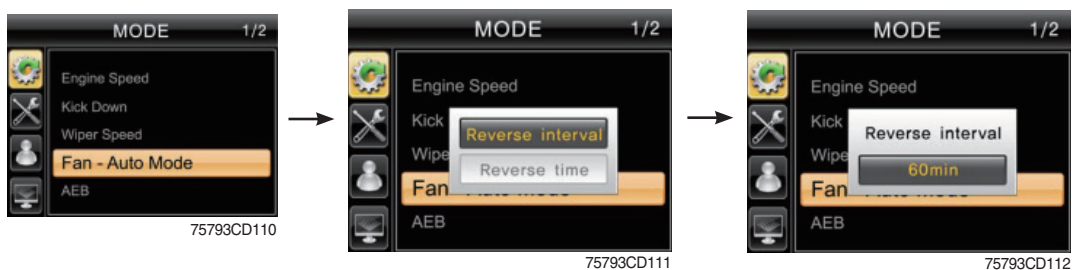 MODE 1/2
Engine Speed
Kick Down
Wiper Speed
Fan - Auto Mode
AEB
75793CD110
MODE 1/2
Engine Speed
Kick
Reverse interval
Wipe
Reverse time
Fan
AEB
75793CD111
MODE 1/2
Engine Speed
Kick
Reverse interval
Wipe
60min
Fan
AEB
75793CD112